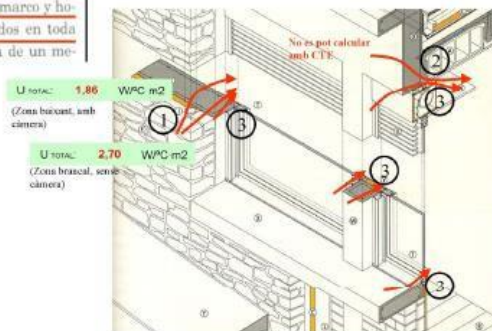 marco y ho-
dos en toda
a de un me-
No es pot calcular
amb CTE
U TOTAL: 1,86 W/ºC m2
(Zona baixant, amb
càmera)
U TOTAL: 2,70 W/ºC m2
(Zona brancal, sense
càmera)
1
2
3
3
3
3